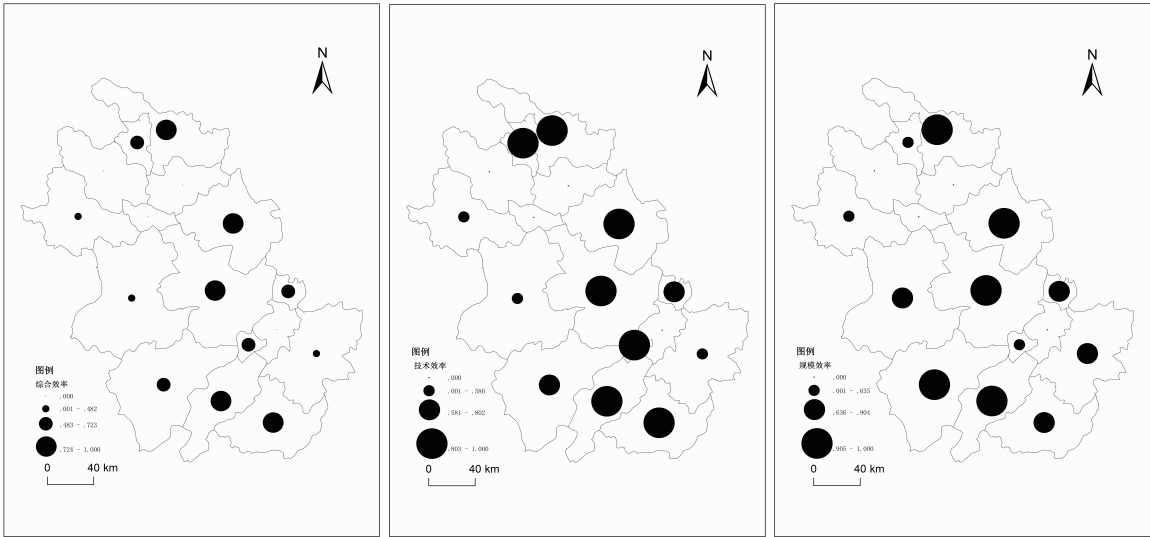 N
图例
综合效率
.000
.001 - .482
.483 - .723
.724 - 1.000
0 40 km
N
图例
技术效率
.000
.001 - .580
.581 - .802
.803 - 1.000
0 40 km
N
图例
规模效率
.000
.001 - .635
.636 - .904
.905 - 1.000
0 40 km